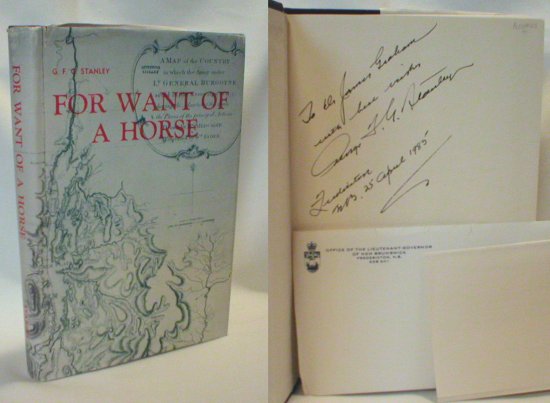 FOR WANT OF A HORSE
G. F. G. STANLEY
FOR WANT OF
A HORSE
A MAP of the COUNTRY
in which the Army under
Lt GENERAL BURGOYNE
To Dr. James Graham
with best wishes
George F. G. Stanley
Fredericton
N.B. 25 April 1985
OFFICE OF THE LIEUTENANT-GOVERNOR
OF NEW BRUNSWICK
FREDERICTON, N.B.